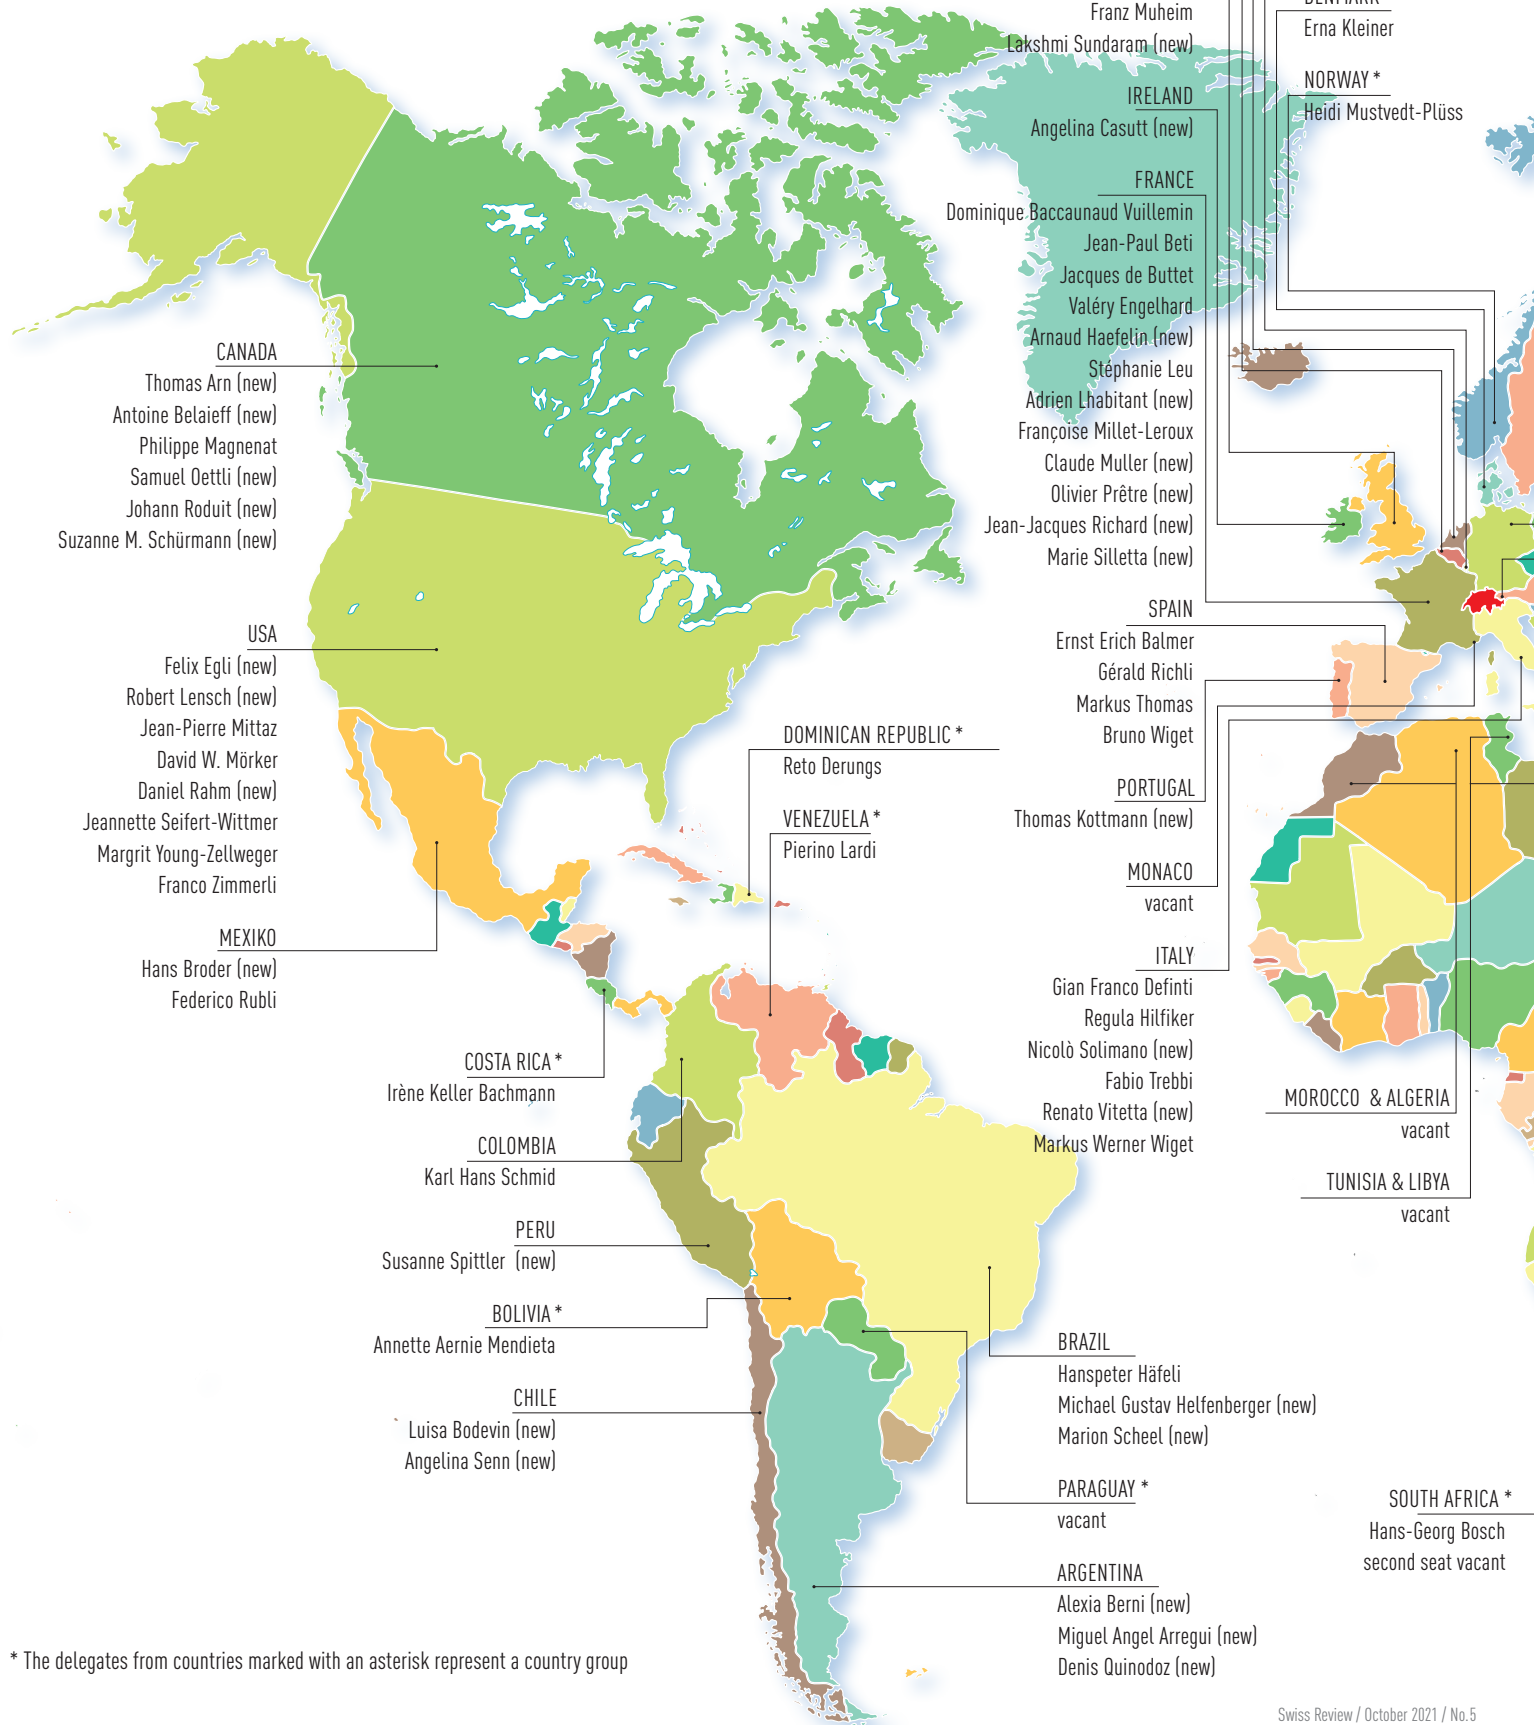 CANADA
Thomas Arn (new)
Antoine Belaieff (new)
Philippe Magnenat
Samuel Oettli (new)
Johann Roduit (new)
Suzanne M. Schürmann (new)
USA
Felix Egli (new)
Robert Lensch (new)
Jean-Pierre Mittaz
David W. Mörker
Daniel Rahm (new)
Jeannette Seifert-Wittmer
Margrit Young-Zellweger
Franco Zimmerli
MEXIKO
Hans Broder (new)
Federico Rubli
COSTA RICA *
Irène Keller Bachmann
COLOMBIA
Karl Hans Schmid
PERU
Susanne Spittler (new)
BOLIVIA *
Annette Aernie Mendieta
CHILE
Luisa Bodevin (new)
Angelina Senn (new)
DOMINICAN REPUBLIC *
Reto Derungs
VENEZUELA *
Pierino Lardi
Franz Muheim
Lakshmi Sundaram (new)
IRELAND
Angelina Casutt (new)
FRANCE
Dominique Baccaunaud Vuillemin
Jean-Paul Beti
Jacques de Buttet
Valéry Engelhard
Arnaud Haefelin (new)
Stéphanie Leu
Adrien Lhabitant (new)
Françoise Millet-Leroux
Claude Muller (new)
Olivier Prêtre (new)
Jean-Jacques Richard (new)
Marie Silletta (new)
SPAIN
Ernst Erich Balmer
Gérald Richli
Markus Thomas
Bruno Wiget
PORTUGAL
Thomas Kottmann (new)
MONACO
vacant
ITALY
Gian Franco Definti
Regula Hilfiker
Nicolò Solimano (new)
Fabio Trebbi
Renato Vitetta (new)
Markus Werner Wiget
DENMARK
Erna Kleiner
NORWAY *
Heidi Mustvedt-Plüss
MOROCCO & ALGERIA
vacant
TUNISIA & LIBYA
vacant
BRAZIL
Hanspeter Häfeli
Michael Gustav Helfenberger (new)
Marion Scheel (new)
PARAGUAY *
vacant
ARGENTINA
Alexia Berni (new)
Miguel Angel Arregui (new)
Denis Quinodoz (new)
SOUTH AFRICA *
Hans-Georg Bosch
second seat vacant
* The delegates from countries marked with an asterisk represent a country group
Swiss Review / October 2021 / No.5